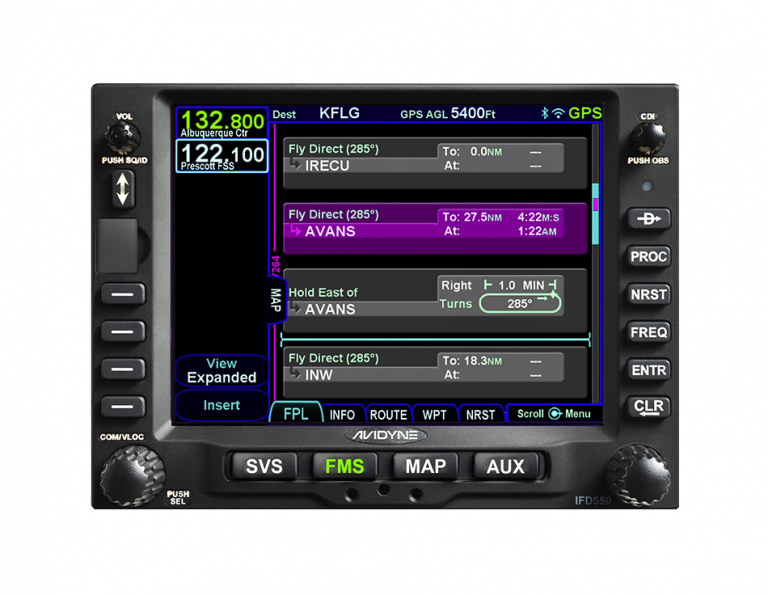 VOL
PUSH SQ/ID
132.800
Albuquerque Ctr
122.100
Prescott FSS
Dest KFLG GPS AGL 5400Ft GPS
CDI
PUSH OBS
Fly Direct (285°) To: 0.0NM ---
IRECU At: ---
Fly Direct (285°) To: 27.5NM 4:22M:S
AVANS At: 1:22AM
Hold East of Right 1.0 MIN
AVANS Turns 285°
Fly Direct (285°) To: 18.3NM ---
INW At: ---
MAP
View
Expanded
Insert
FPL INFO ROUTE WPT NRST Scroll Menu
D
PROC
NRST
FREQ
ENTR
CLR
AVIDYNE
COM/VLOC
PUSH
SEL
SVS FMS MAP AUX
IFD550